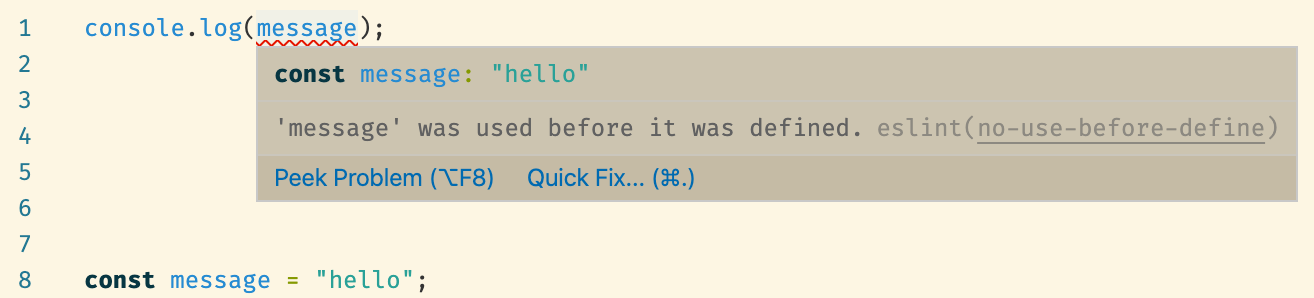 1 console.log(message);
2
const message: "hello"
3
'message' was used before it was defined. eslint(no-use-before-define)
4
5 Peek Problem (⌥F8) Quick Fix... (⌘.)
6
7
8 const message = "hello";